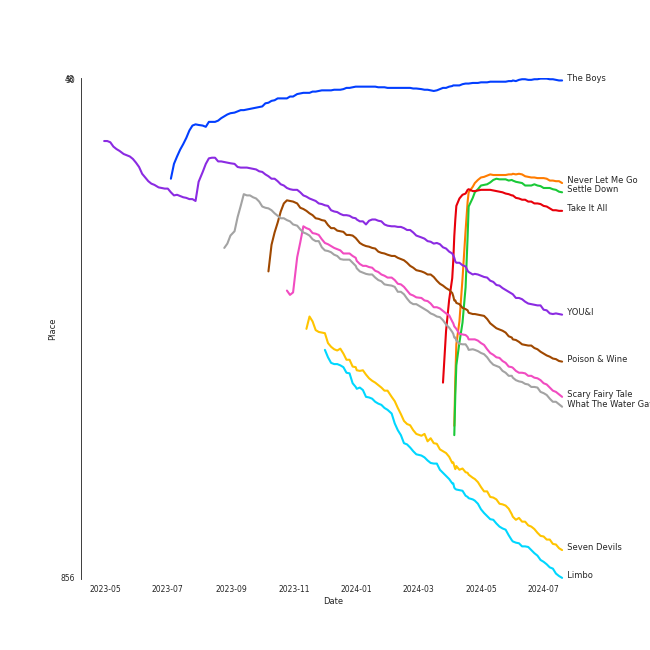 The Boys
Never Let Me Go
Settle Down
Take It All
Place
YOU&I
Poison & Wine
Scary Fairy Tale
What The Water Ga
Seven Devils
Limbo
856
2023-05 2023-07 2023-09 2023-11 2024-01 2024-03 2024-05 2024-07
Date